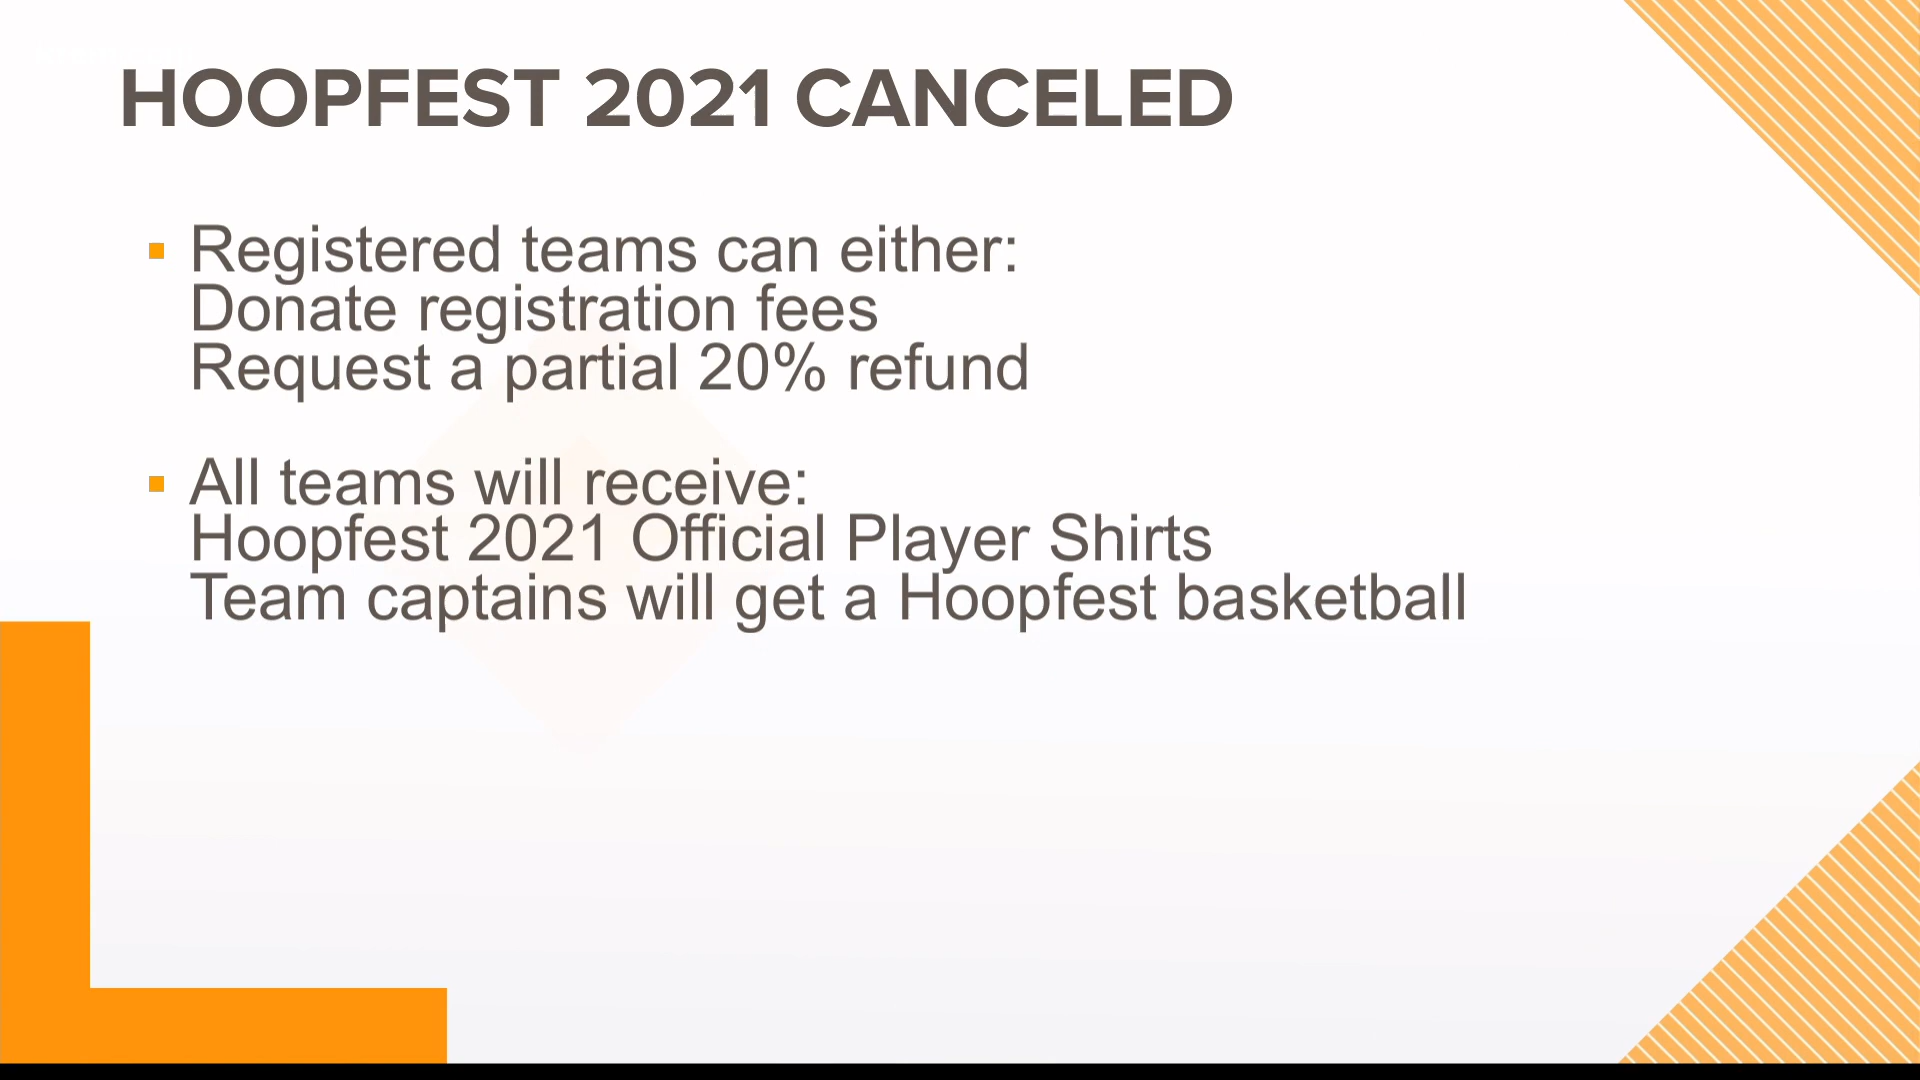 HOOPFEST 2021 CANCELED
Registered teams can either:
Donate registration fees
Request a partial 20% refund
All teams will receive:
Hoopfest 2021 Official Player Shirts
Team captains will get a Hoopfest basketball